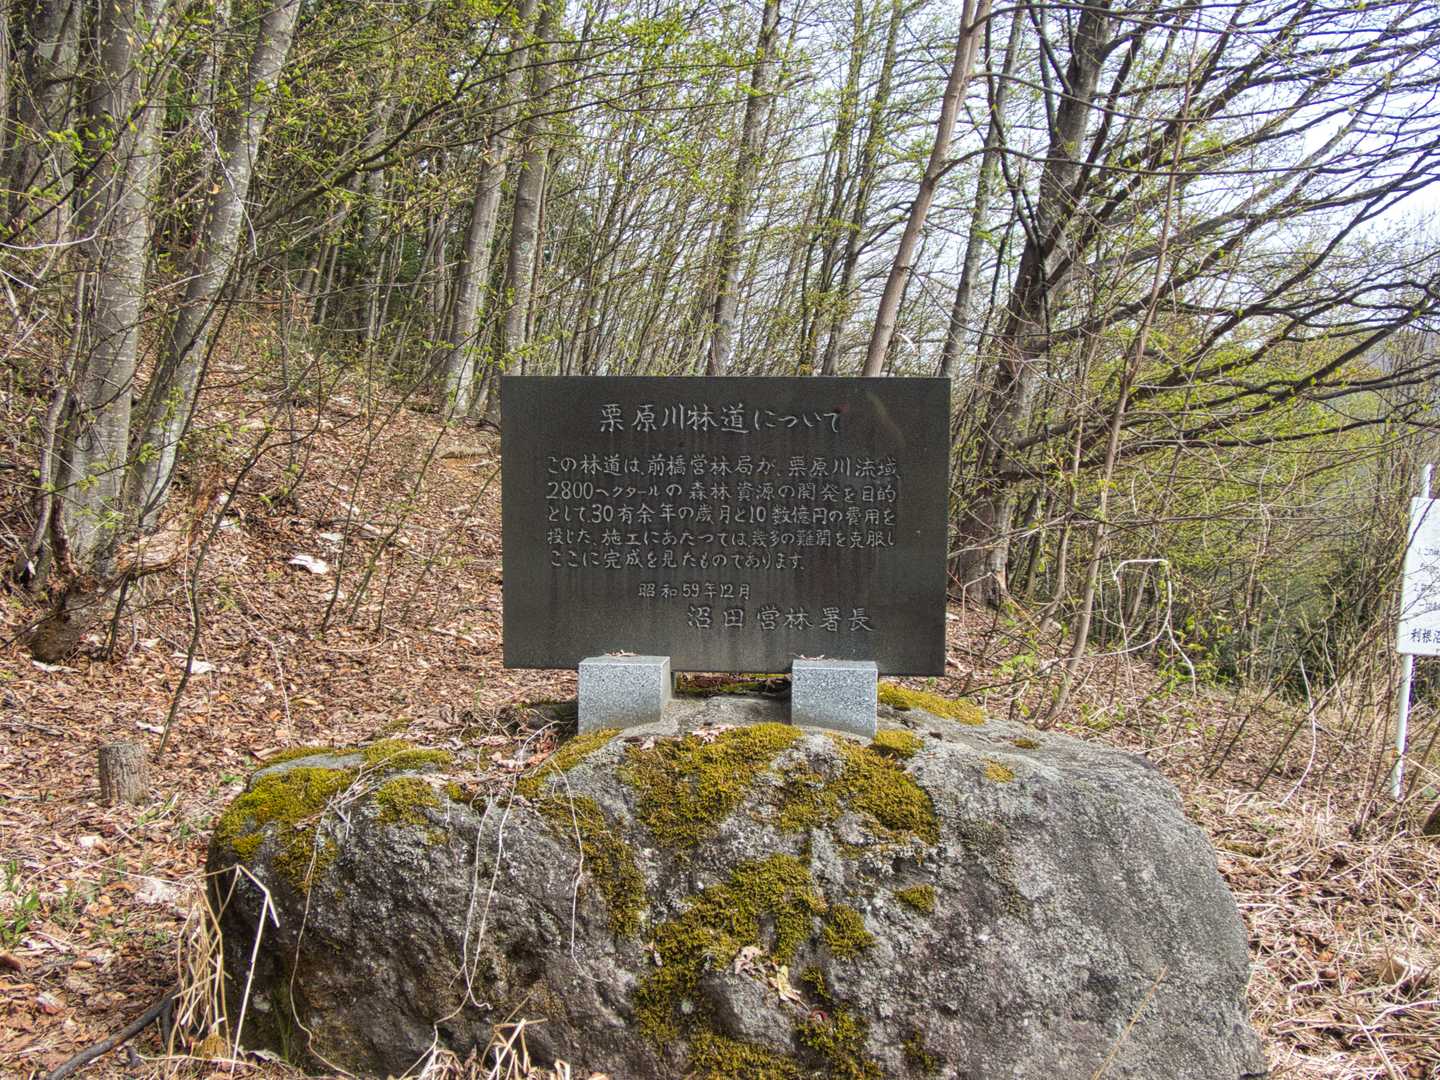 栗原川林道について
この林道は、前橋営林局が、栗原川流域
2800ヘクタールの森林資源の開発を目的
として、30有余年の歳月と10数億円の費用を
投じた。施工にあたっては、幾多の難関を克服し
ここに完成を見たものであります。
昭和59年12月
沼田営林署長
利根沼